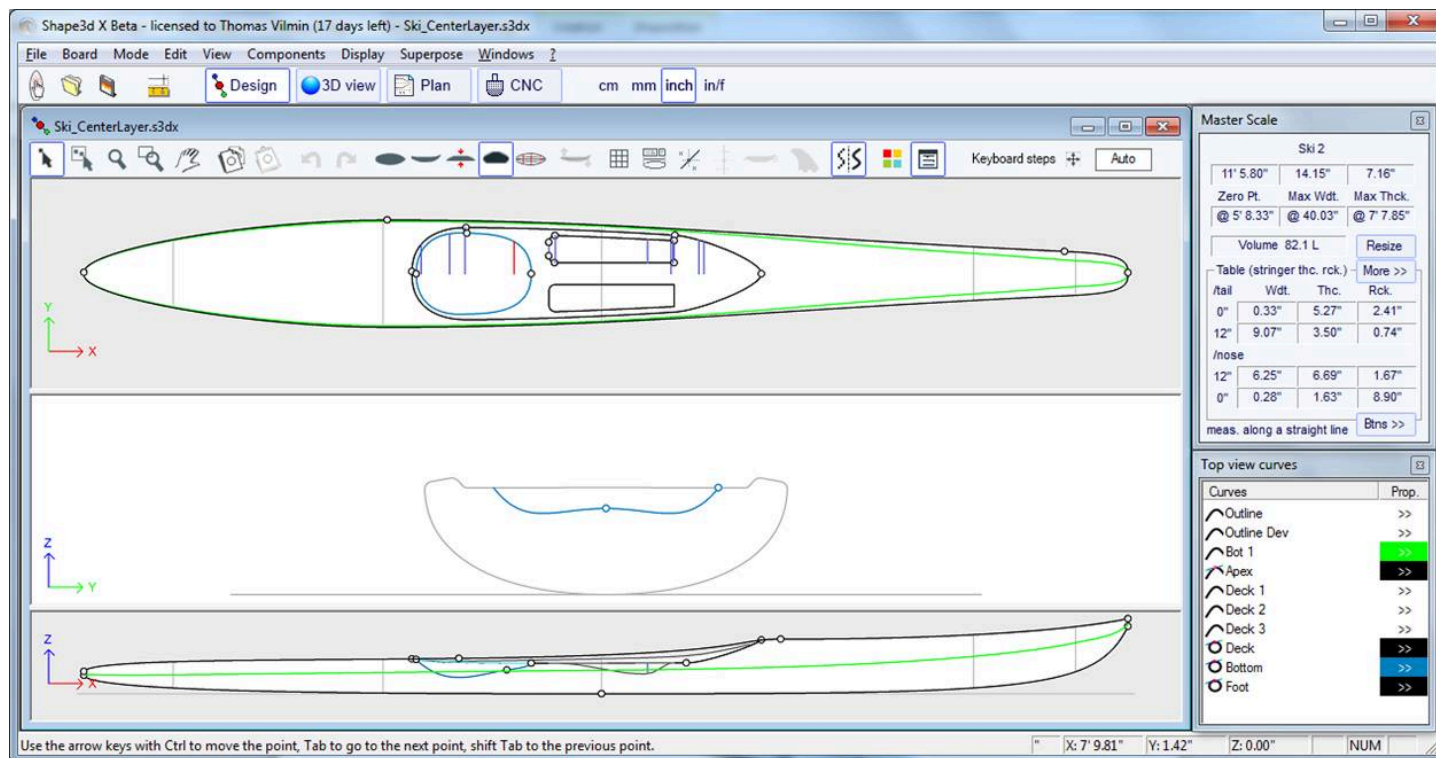 Shape3d X Beta - licensed to Thomas Vilmin (17 days left) - Ski_CenterLayer.s3dx
File Board Mode Edit View Components Display Superpose Windows ?
Design 3D view Plan CNC cm mm inch in/f
Ski_CenterLayer.s3dx
Keyboard steps Auto
Y
X
Z
Y
Z
X
Master Scale
Ski 2
11' 5.80" 14.15" 7.16"
Zero Pt. Max Wdt. Max Thck.
@ 5' 8.33" @ 40.03" @ 7' 7.85"
Volume 82.1 L Resize
Table (stringer thc. rck.) More >>
/tail Wdt. Thc. Rck.
0" 0.33" 5.27" 2.41"
12" 9.07" 3.50" 0.74"
/nose
12" 6.25" 6.69" 1.67"
0" 0.28" 1.63" 8.90"
meas. along a straight line Btns >>
Top view curves
Curves Prop.
Outline >>
Outline Dev >>
Bot 1 >>
Apex >>
Deck 1 >>
Deck 2 >>
Deck 3 >>
Deck >>
Bottom >>
Foot >>
Use the arrow keys with Ctrl to move the point, Tab to go to the next point, shift Tab to the previous point. " X: 7' 9.81" Y: 1.42" Z: 0.00" NUM